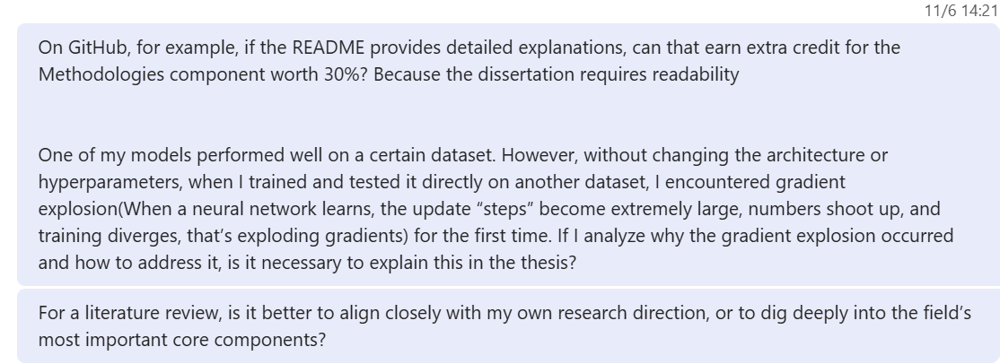 11/6 14:21
On GitHub, for example, if the README provides detailed explanations, can that earn extra credit for the
Methodologies component worth 30%? Because the dissertation requires readability
One of my models performed well on a certain dataset. However, without changing the architecture or
hyperparameters, when I trained and tested it directly on another dataset, I encountered gradient
explosion(When a neural network learns, the update “steps” become extremely large, numbers shoot up, and
training diverges, that’s exploding gradients) for the first time. If I analyze why the gradient explosion occurred
and how to address it, is it necessary to explain this in the thesis?
For a literature review, is it better to align closely with my own research direction, or to dig deeply into the field’s
most important core components?